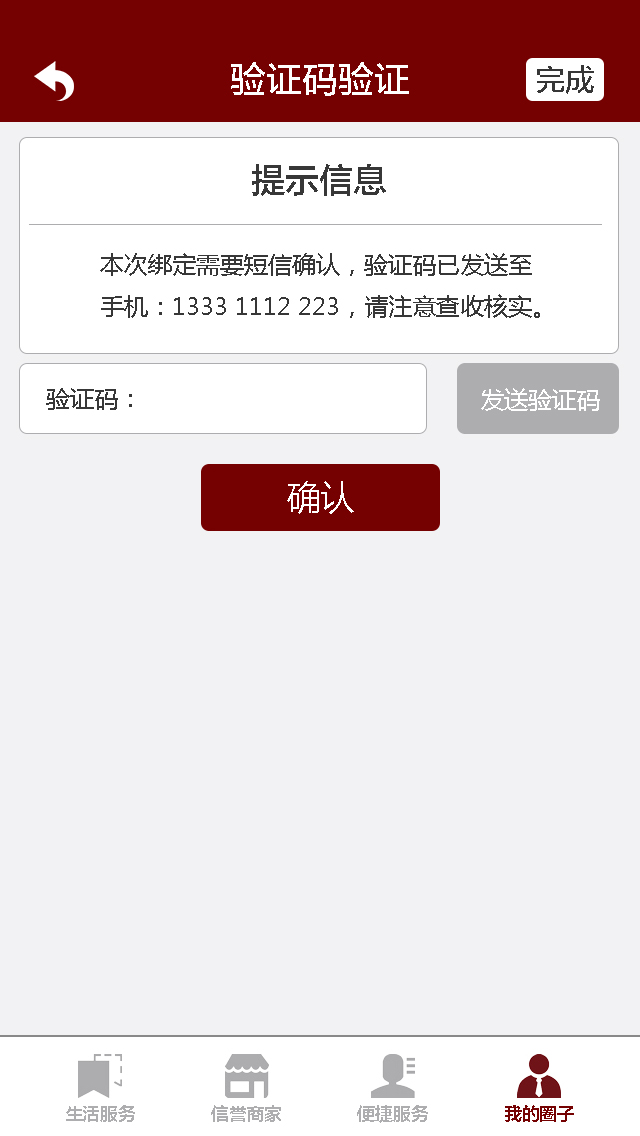 验证码验证
完成
提示信息
本次绑定需要短信确认，验证码已发送至
手机：1333 1112 223，请注意查收核实。
验证码：
发送验证码
确认
生活服务
信誉商家
便捷服务
我的圈子